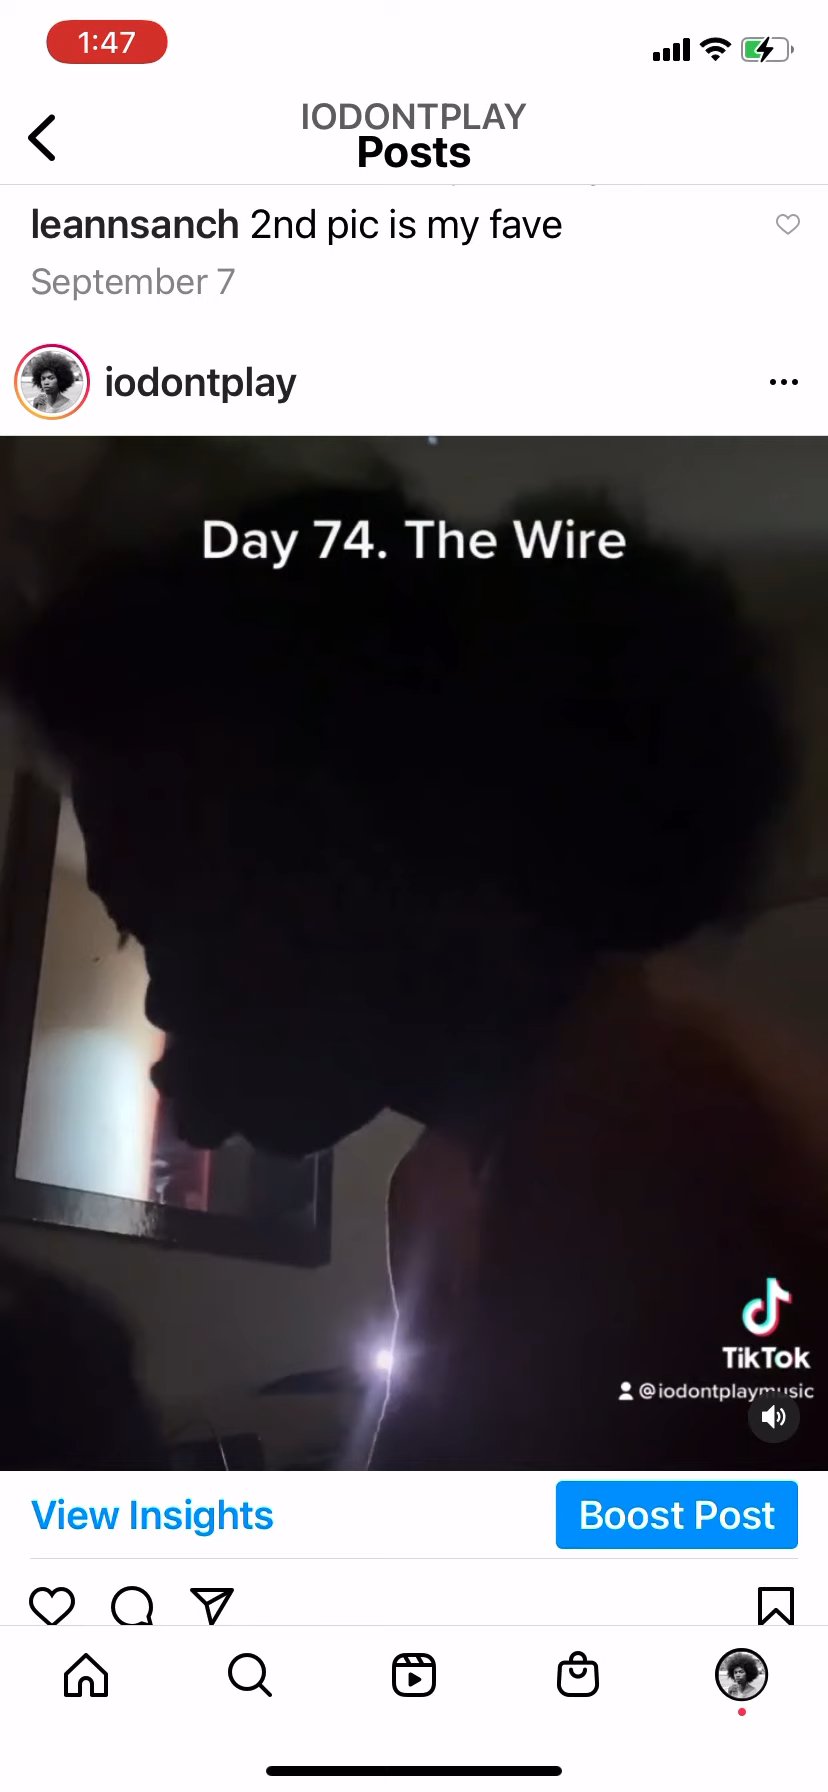 1:47
IODONTPLAY
Posts
leannsanch 2nd pic is my fave
September 7
iodontplay
Day 74. The Wire
TikTok
@iodontplaymusic
View Insights
Boost Post